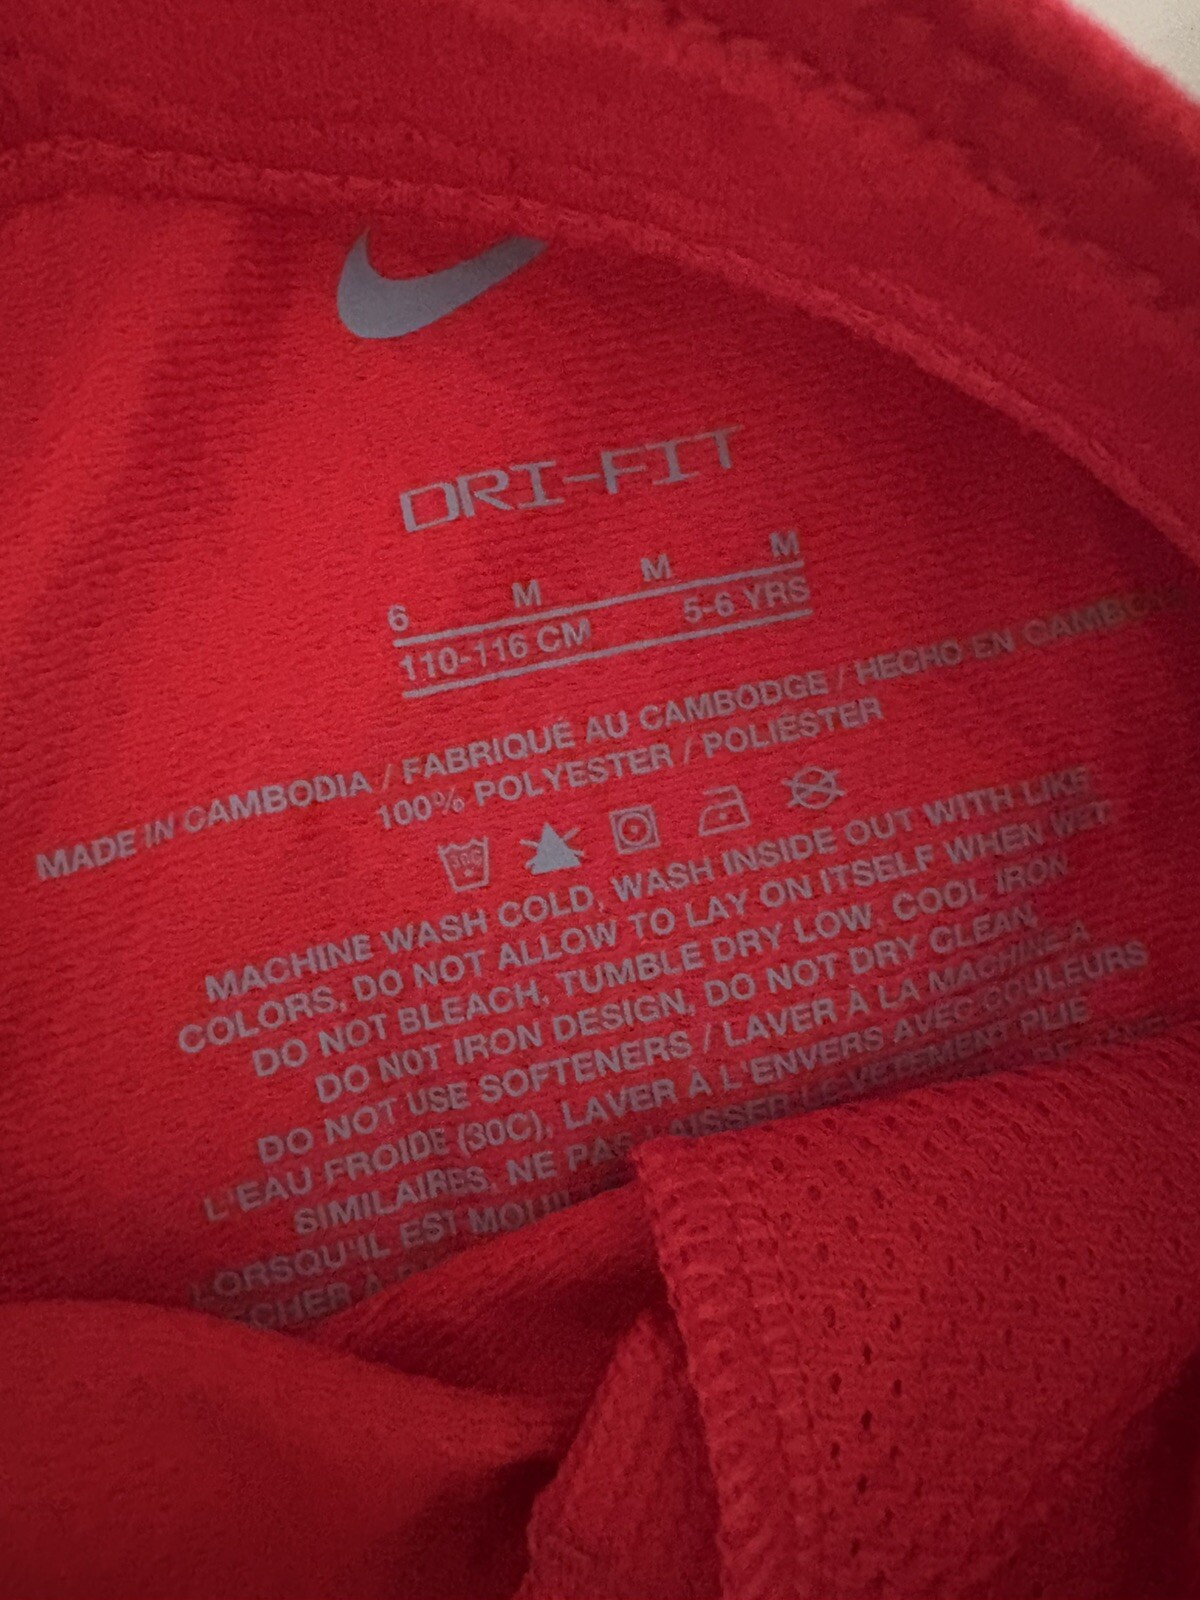 DRI-FIT
6 M M M
110-116 CM 5-6 YRS
MADE IN CAMBODIA / FABRIQUÉ AU CAMBODGE / HECHO EN
100% POLYESTER / POLIÉSTER
30C
MACHINE WASH COLD, WASH INSIDE OUT WITH LIKE
COLORS, DO NOT ALLOW TO LAY ON ITSELF WHEN WET
DO NOT BLEACH, TUMBLE DRY LOW, COOL IRON
DO NOT IRON DESIGN, DO NOT DRY CLEAN,
DO NOT USE SOFTENERS / LAVER À LA MACHINE A
L'EAU FROIDE (30C), LAVER À L'ENVERS AVEC COULEURS
SIMILAIRES, NE PAS LAISSER LE VETEMENT PLIE
LORSQU'IL EST